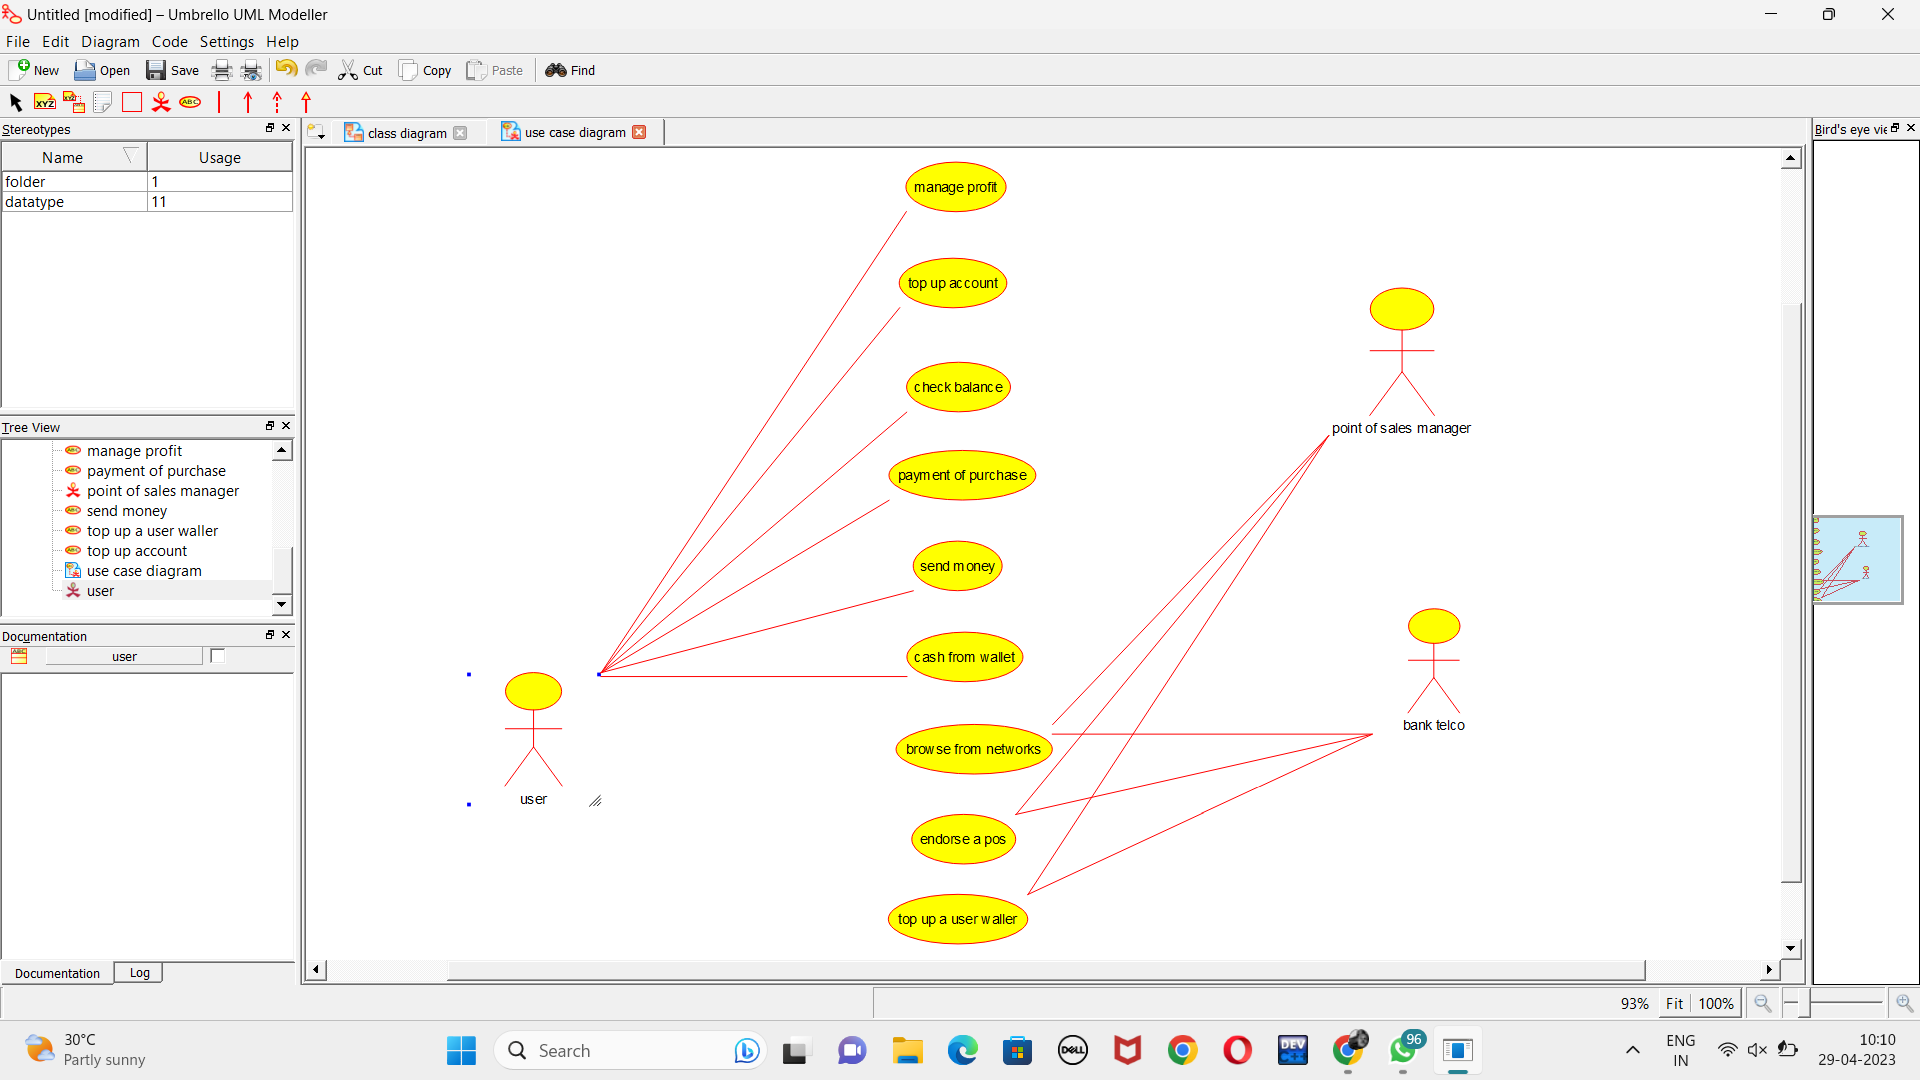 Untitled [modified] – Umbrello UML Modeller
File Edit Diagram Code Settings Help
New Open Save Cut Copy Paste Find
XYZ XYZ ABC
Stereotypes
Name Usage
folder 1
datatype 11
Tree View
manage profit
payment of purchase
point of sales manager
send money
top up a user waller
top up account
use case diagram
user
Documentation
user
Documentation Log
class diagram use case diagram
manage profit
top up account
check balance
payment of purchase
send money
cash from wallet
browse from networks
endorse a pos
top up a user waller
user
point of sales manager
bank telco
Bird's eye vie
93% Fit 100%
30°C
Partly sunny
Search
DELL
DEV
C++
96
ENG
IN
10:10
29-04-2023